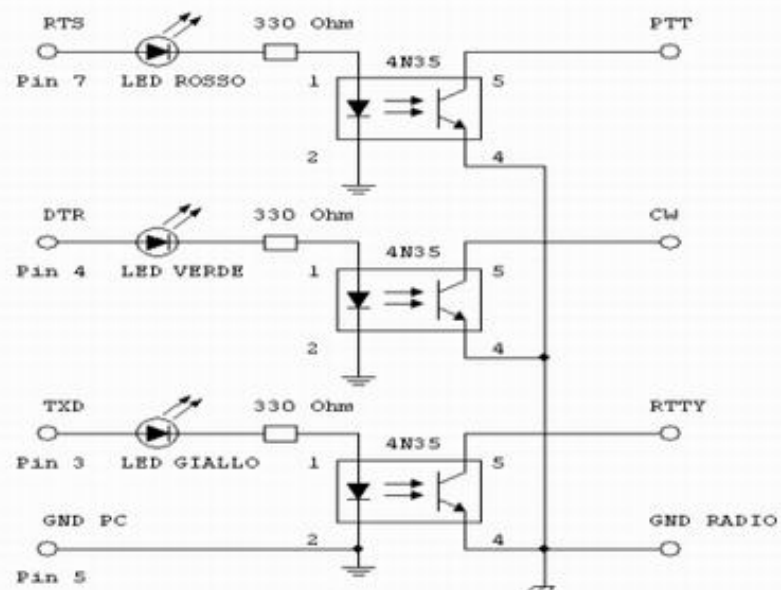 RTS 330 Ohm PTT
4N35
1 5
Pin 7 LED ROSSO
2 4
DTR 330 Ohm CW
4N35
1 5
Pin 4 LED VERDE
2 4
TXD 330 Ohm RTTY
4N35
1 5
Pin 3 LED GIALLO
GND PC GND RADIO
2 4
Pin 5